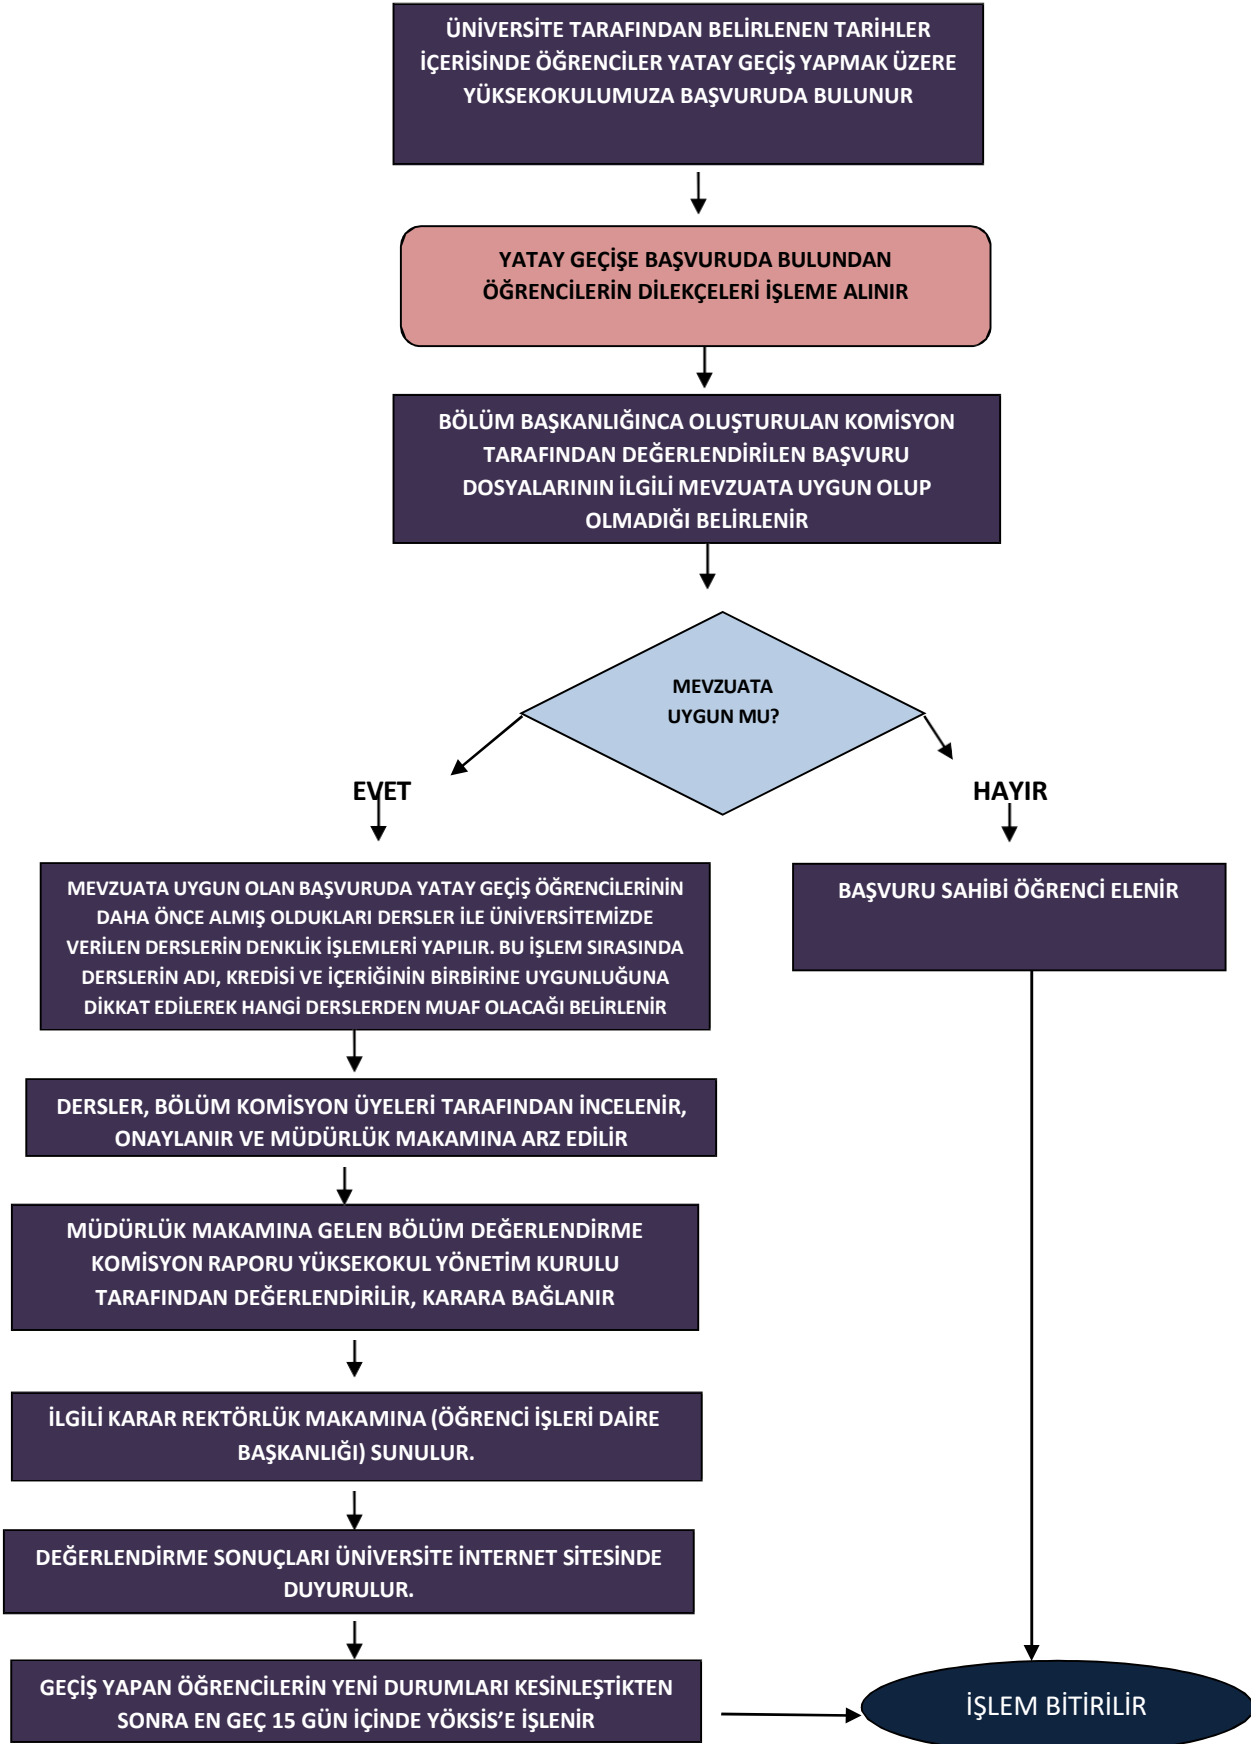 ÜNİVERSİTE TARAFINDAN BELİRLENEN TARİHLER
İÇERİSİNDE ÖĞRENCİLER YATAY GEÇİŞ YAPMAK ÜZERE
YÜKSEKOKULUMUZA BAŞVURUDA BULUNUR
YATAY GEÇİŞE BAŞVURUDA BULUNDAN
ÖĞRENCİLERİN DİLEKÇELERİ İŞLEME ALINIR
BÖLÜM BAŞKANLIĞINCA OLUŞTURULAN KOMİSYON
TARAFINDAN DEĞERLENDİRİLEN BAŞVURU
DOSYALARININ İLGİLİ MEVZUATA UYGUN OLUP
OLMADIĞI BELİRLENİR
MEVZUATA
UYGUN MU?
EVET
HAYIR
MEVZUATA UYGUN OLAN BAŞVURUDA YATAY GEÇİŞ ÖĞRENCİLERİNİN
DAHA ÖNCE ALMIŞ OLDUKLARI DERSLER İLE ÜNİVERSİTEMİZDE
VERİLEN DERSLERİN DENKLİK İŞLEMLERİ YAPILIR. BU İŞLEM SIRASINDA
DERSLERİN ADI, KREDİSİ VE İÇERİĞİNİN BİRBİRİNE UYGUNLUĞUNA
DİKKAT EDİLEREK HANGİ DERSLERDEN MUAF OLACAĞI BELİRLENİR
BAŞVURU SAHİBİ ÖĞRENCİ ELENİR
DERSLER, BÖLÜM KOMİSYON ÜYELERİ TARAFINDAN İNCELENİR,
ONAYLANIR VE MÜDÜRLÜK MAKAMINA ARZ EDİLİR
MÜDÜRLÜK MAKAMINA GELEN BÖLÜM DEĞERLENDİRME
KOMİSYON RAPORU YÜKSEKOKUL YÖNETİM KURULU
TARAFINDAN DEĞERLENDİRİLİR, KARARA BAĞLANIR
İLGİLİ KARAR REKTÖRLÜK MAKAMINA (ÖĞRENCİ İŞLERİ DAİRE
BAŞKANLIĞI) SUNULUR.
DEĞERLENDİRME SONUÇLARI ÜNİVERSİTE İNTERNET SİTESİNDE
DUYURULUR.
GEÇİŞ YAPAN ÖĞRENCİLERİN YENİ DURUMLARI KESİNLEŞTİKTEN
SONRA EN GEÇ 15 GÜN İÇİNDE YÖKSİS'E İŞLENİR
İŞLEM BİTİRİLİR